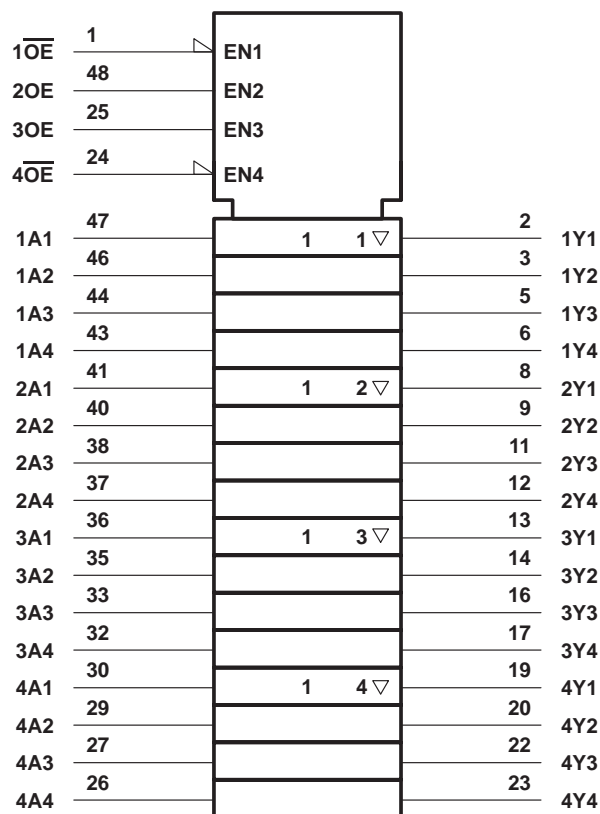 1O̅E̅ 1 EN1
2OE 48 EN2
3OE 25 EN3
4O̅E̅ 24 EN4
1A1 47 1 1 ▽ 2 1Y1
1A2 46 3 1Y2
1A3 44 5 1Y3
1A4 43 6 1Y4
2A1 41 1 2 ▽ 8 2Y1
2A2 40 9 2Y2
2A3 38 11 2Y3
2A4 37 12 2Y4
3A1 36 1 3 ▽ 13 3Y1
3A2 35 14 3Y2
3A3 33 16 3Y3
3A4 32 17 3Y4
4A1 30 1 4 ▽ 19 4Y1
4A2 29 20 4Y2
4A3 27 22 4Y3
4A4 26 23 4Y4